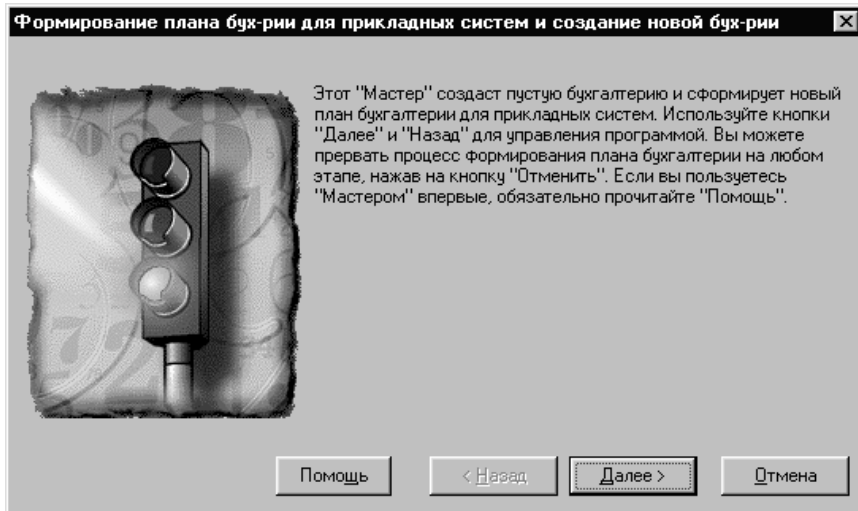 Формирование плана бух-рии для прикладных систем и создание новой бух-рии
Этот "Мастер" создаст пустую бухгалтерию и сформирует новый
план бухгалтерии для прикладных систем. Используйте кнопки
"Далее" и "Назад" для управления программой. Вы можете
прервать процесс формирования плана бухгалтерии на любом
этапе, нажав на кнопку "Отменить". Если вы пользуетесь
"Мастером" впервые, обязательно прочитайте "Помощь".
Помощь < Назад Далее > Отмена